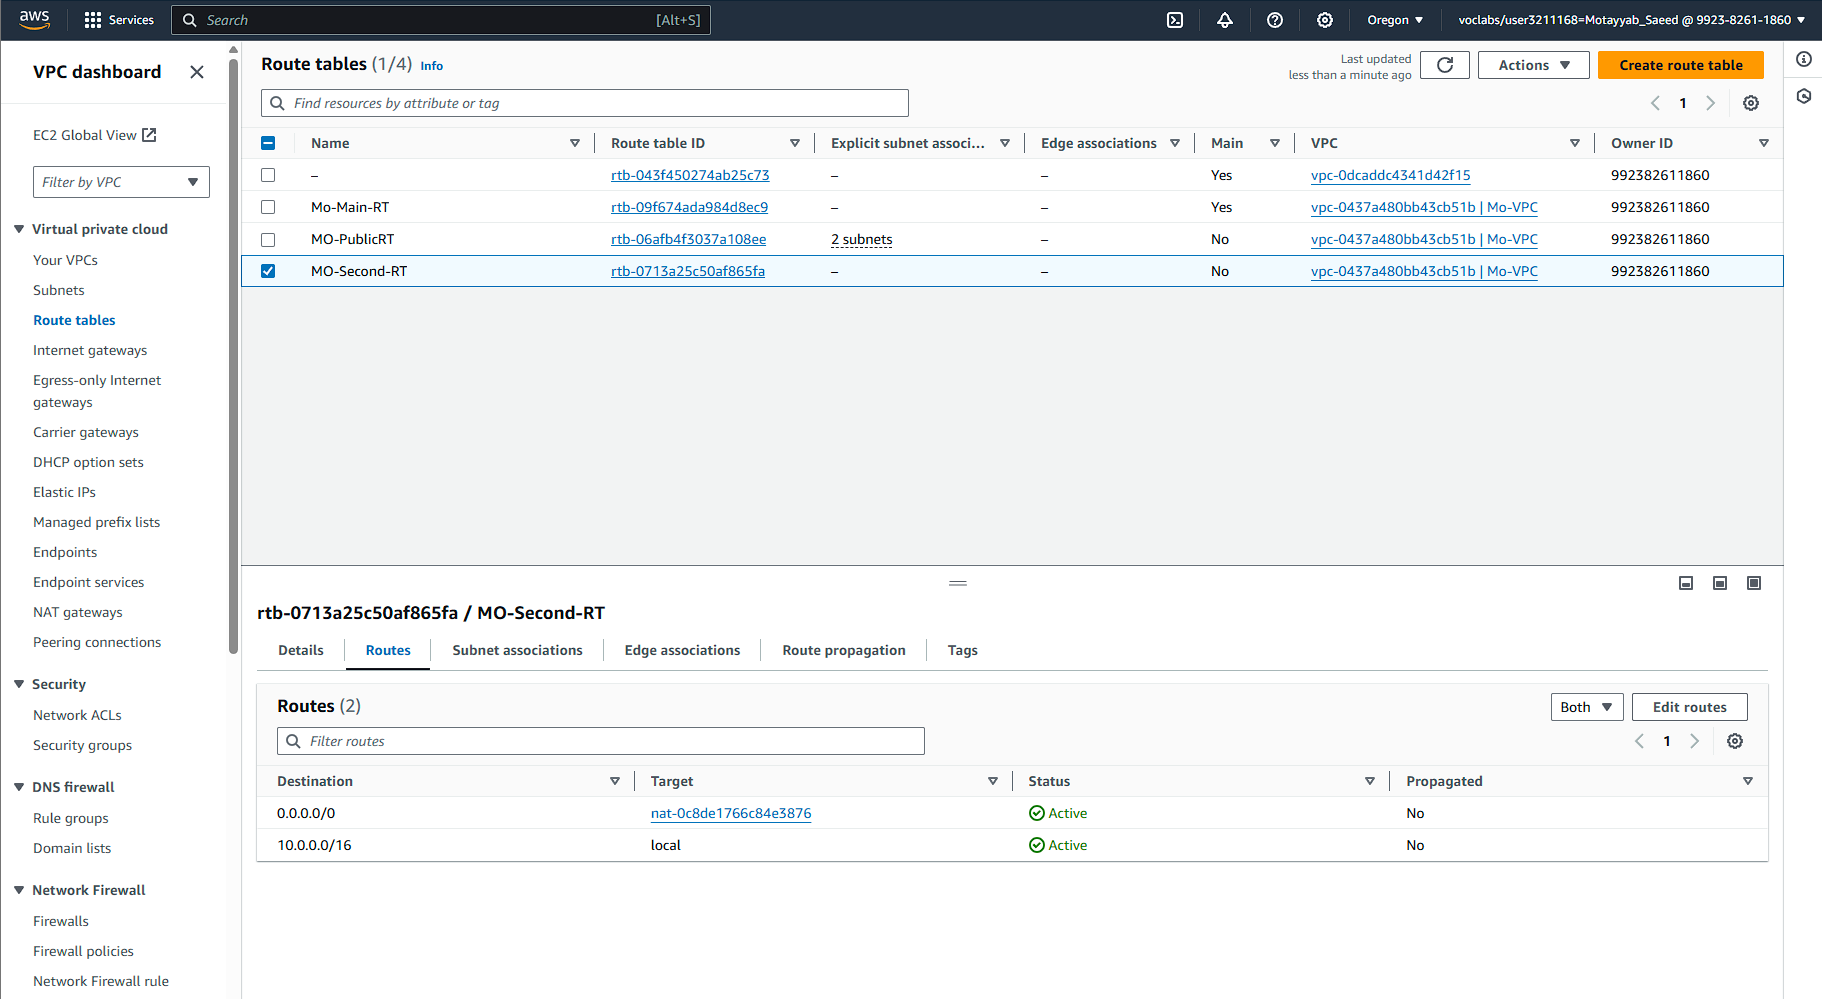 aws Services Search [Alt+S] Oregon voclabs/user3211168=Motayyab_Saeed @ 9923-8261-1860
VPC dashboard
EC2 Global View
Filter by VPC
Virtual private cloud
Your VPCs
Subnets
Route tables
Internet gateways
Egress-only Internet
gateways
Carrier gateways
DHCP option sets
Elastic IPs
Managed prefix lists
Endpoints
Endpoint services
NAT gateways
Peering connections
Security
Network ACLs
Security groups
DNS firewall
Rule groups
Domain lists
Network Firewall
Firewalls
Firewall policies
Network Firewall rule
Route tables (1/4) Info
Last updated
less than a minute ago
Actions
Create route table
Find resources by attribute or tag
1
Name Route table ID Explicit subnet associ... Edge associations Main VPC Owner ID
– rtb-043f450274ab25c73 – – Yes vpc-0dcaddc4341d42f15 992382611860
Mo-Main-RT rtb-09f674ada984d8ec9 – – Yes vpc-0437a480bb43cb51b | Mo-VPC 992382611860
MO-PublicRT rtb-06afb4f3037a108ee 2 subnets – No vpc-0437a480bb43cb51b | Mo-VPC 992382611860
MO-Second-RT rtb-0713a25c50af865fa – – No vpc-0437a480bb43cb51b | Mo-VPC 992382611860
rtb-0713a25c50af865fa / MO-Second-RT
Details Routes Subnet associations Edge associations Route propagation Tags
Routes (2)
Both Edit routes
Filter routes
1
Destination Target Status Propagated
0.0.0.0/0 nat-0c8de1766c84e3876 Active No
10.0.0.0/16 local Active No